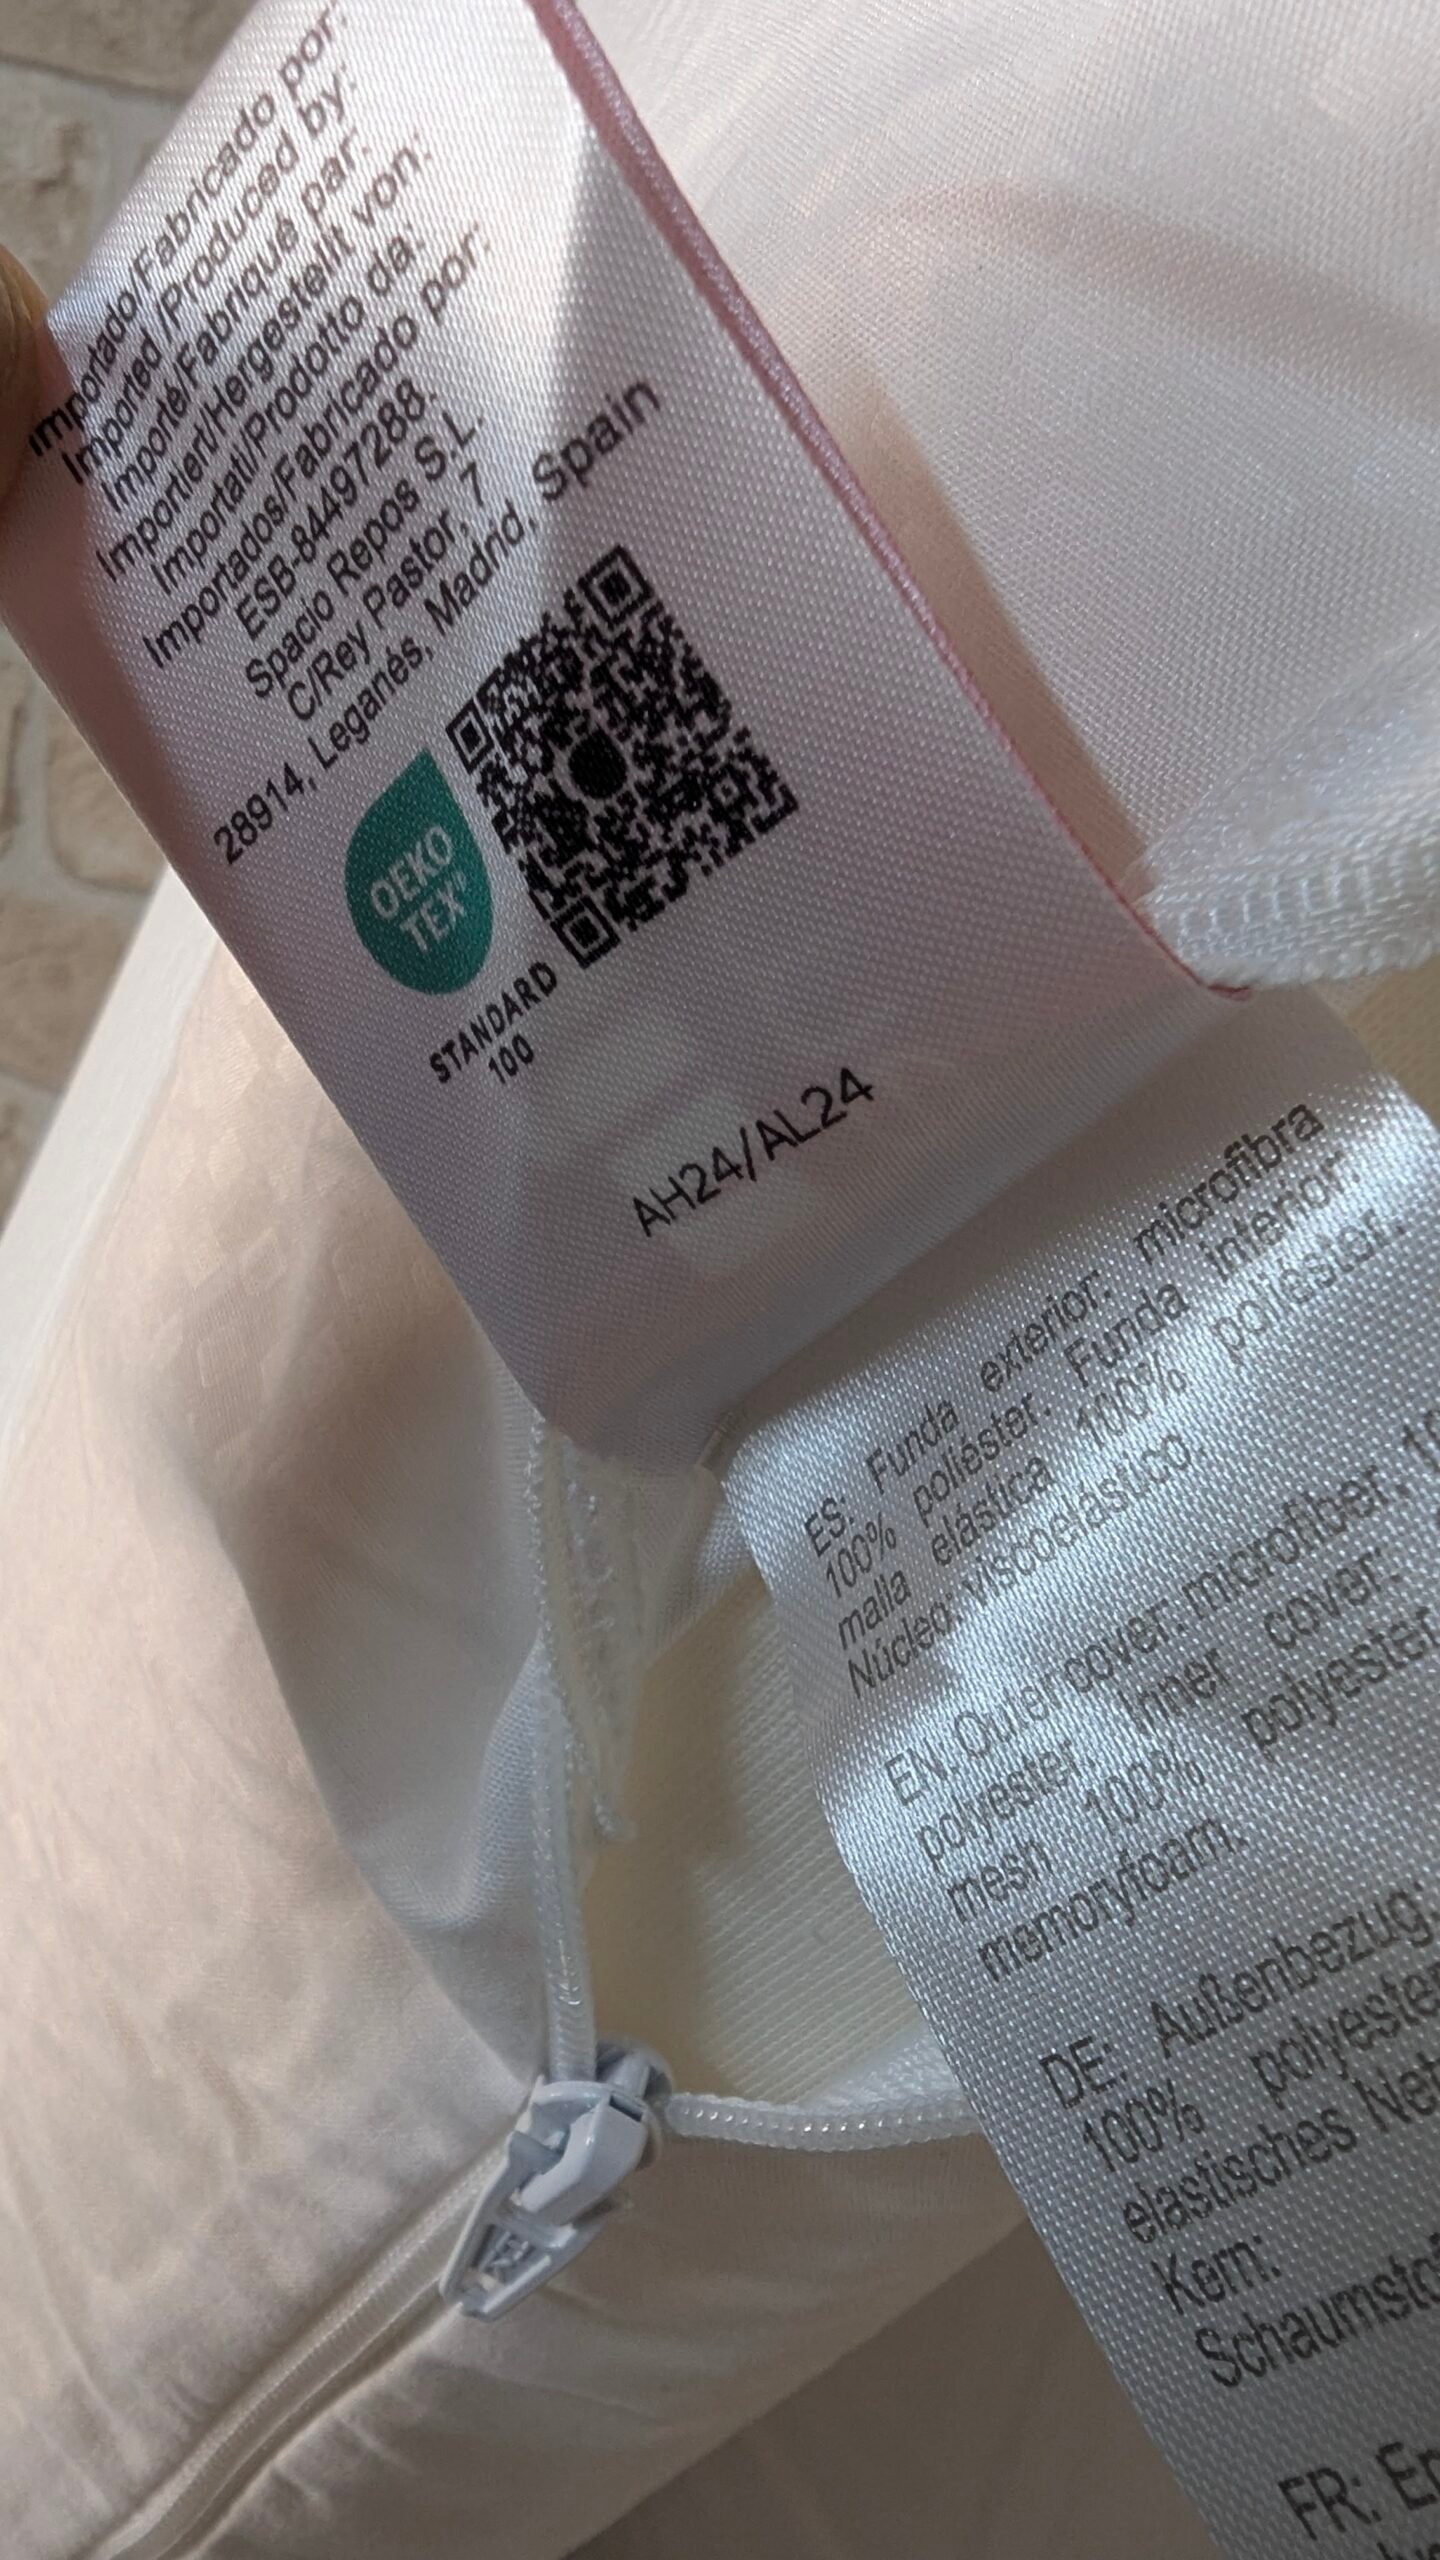 Importado/Fabricado por:
Imported /Produced by:
Importé/Fabriqué par:
Importiert/Hergestellt von:
Importati/Prodotto da:
Importados/Fabricado por:
ESB-84497288.
Spacio Repos S.L.
C/Rey Pastor, 7
28914, Leganés, Madrid, Spain
OEKO
TEX®
STANDARD
100
AH24/AL24
ES: Funda exterior: microfibra
100% poliéster. Funda interior:
malla elástica 100% poliéster.
Núcleo: viscoelástico.
EN: Outer cover: microfiber
polyester. Inner cover:
mesh 100% polyester
memoryfoam.
DE: Außenbezug:
100% polyester
elastisches
Kern:
FR: